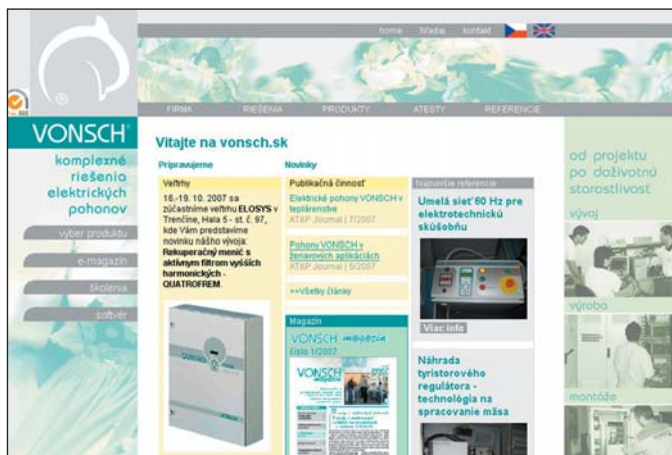 home hľadaj kontakt
FIRMA RIEŠENIA PRODUKTY ATESTY REFERENCIE
VONSCH®
komplexné
riešenia
elektrických
pohonov
výber produktu
e-magazín
školenia
softvér
Vitajte na vonsch.sk
Pripravujeme
Veľtrhy
16.-19. 10. 2007 sa
zúčastníme veľtrhu ELOSYS v
Trenčíne, Hala 5 - st. č. 97,
kde Vám predstavíme
novinku nášho vývoja:
Rekuperačný menič s
aktívnym filtrom vyšších
harmonických -
QUATROFREM.
Novinky
Publikačná činnosť
Elektrické pohony VONSCH v
teplárenstve
AT&P Journal | 7/2007
Pohony VONSCH v
žeriavových aplikáciách
AT&P Journal | 5/2007
»»Všetky články
Magazín
VONSCH magazín
číslo 1/2007
VONSCH
magazín
Najnovšie referencie
Umelá sieť 60 Hz pre
elektrotechnickú
skúšobňu
Viac info
Náhrada
tyristorového
regulátora -
technológia na
spracovanie mäsa
od projektu
po doživotnú
starostlivosť
vývoj
výroba
montáže